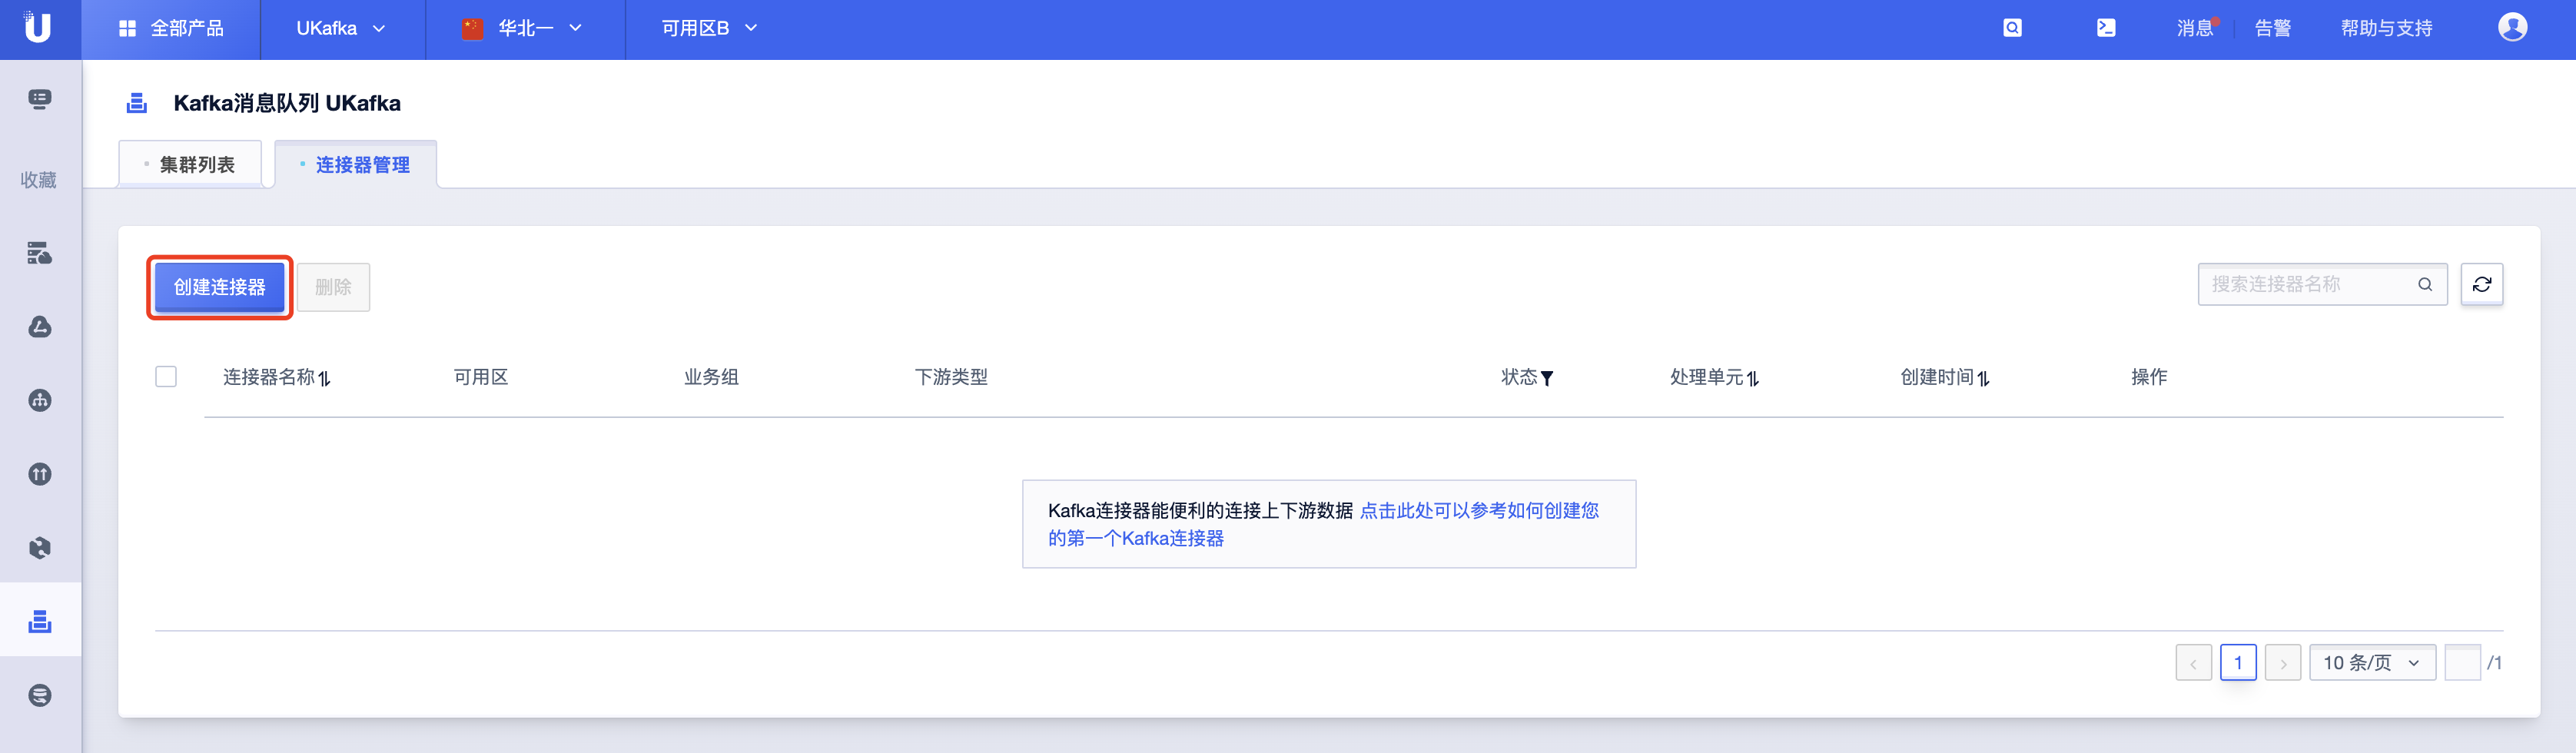 U 全部产品 UKafka 华北一 可用区B 消息 告警 帮助与支持
Kafka消息队列 UKafka
集群列表 连接器管理
收藏
创建连接器 删除 搜索连接器名称
连接器名称 可用区 业务组 下游类型 状态 处理单元 创建时间 操作
Kafka连接器能便利的连接上下游数据 点击此处可以参考如何创建您
的第一个Kafka连接器
1 10 条/页 /1